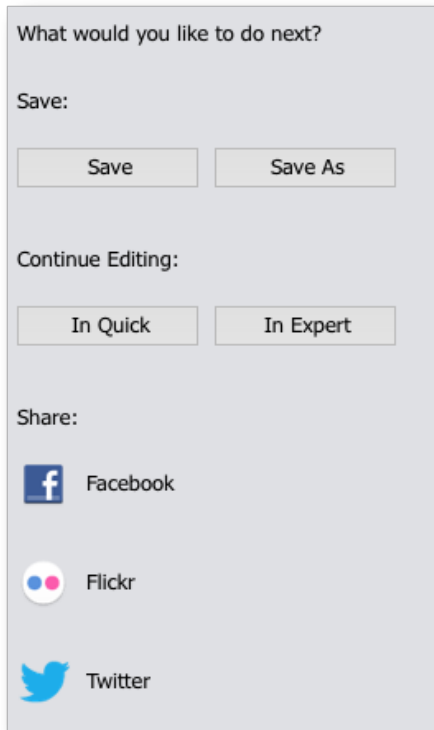 What would you like to do next?
Save:
Save Save As
Continue Editing:
In Quick In Expert
Share:
Facebook
Flickr
Twitter